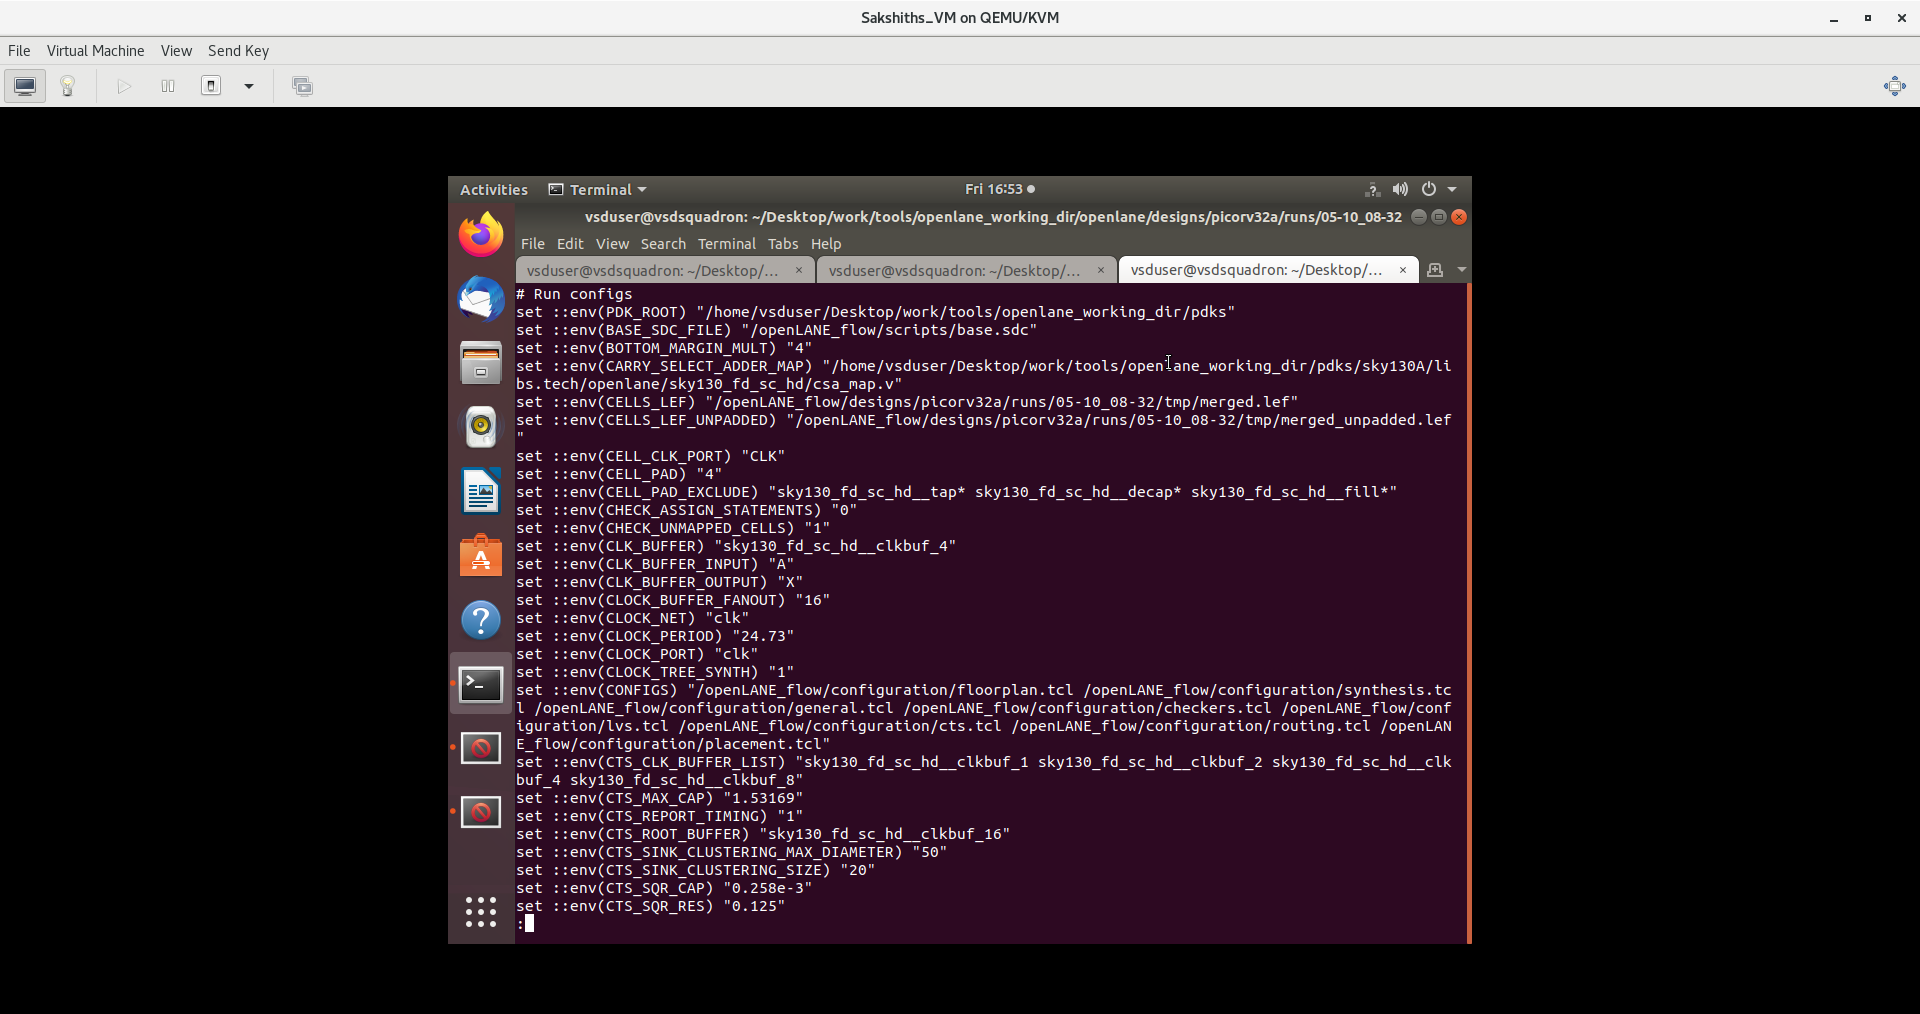 Sakshiths_VM on QEMU/KVM
File Virtual Machine View Send Key
Activities Terminal Fri 16:53
vsduser@vsdsquadron: ~/Desktop/work/tools/openlane_working_dir/openlane/designs/picorv32a/runs/05-10_08-32
File Edit View Search Terminal Tabs Help
vsduser@vsdsquadron: ~/Desktop/... × vsduser@vsdsquadron: ~/Desktop/... × vsduser@vsdsquadron: ~/Desktop/... ×
# Run configs
set ::env(PDK_ROOT) "/home/vsduser/Desktop/work/tools/openlane_working_dir/pdks"
set ::env(BASE_SDC_FILE) "/openLANE_flow/scripts/base.sdc"
set ::env(BOTTOM_MARGIN_MULT) "4"
set ::env(CARRY_SELECT_ADDER_MAP) "/home/vsduser/Desktop/work/tools/openlane_working_dir/pdks/sky130A/li
bs.tech/openlane/sky130_fd_sc_hd/csa_map.v"
set ::env(CELLS_LEF) "/openLANE_flow/designs/picorv32a/runs/05-10_08-32/tmp/merged.lef"
set ::env(CELLS_LEF_UNPADDED) "/openLANE_flow/designs/picorv32a/runs/05-10_08-32/tmp/merged_unpadded.lef
"
set ::env(CELL_CLK_PORT) "CLK"
set ::env(CELL_PAD) "4"
set ::env(CELL_PAD_EXCLUDE) "sky130_fd_sc_hd__tap* sky130_fd_sc_hd__decap* sky130_fd_sc_hd__fill*"
set ::env(CHECK_ASSIGN_STATEMENTS) "0"
set ::env(CHECK_UNMAPPED_CELLS) "1"
set ::env(CLK_BUFFER) "sky130_fd_sc_hd__clkbuf_4"
set ::env(CLK_BUFFER_INPUT) "A"
set ::env(CLK_BUFFER_OUTPUT) "X"
set ::env(CLOCK_BUFFER_FANOUT) "16"
set ::env(CLOCK_NET) "clk"
set ::env(CLOCK_PERIOD) "24.73"
set ::env(CLOCK_PORT) "clk"
set ::env(CLOCK_TREE_SYNTH) "1"
set ::env(CONFIGS) "/openLANE_flow/configuration/floorplan.tcl /openLANE_flow/configuration/synthesis.tc
l /openLANE_flow/configuration/general.tcl /openLANE_flow/configuration/checkers.tcl /openLANE_flow/conf
iguration/lvs.tcl /openLANE_flow/configuration/cts.tcl /openLANE_flow/configuration/routing.tcl /openLAN
E_flow/configuration/placement.tcl"
set ::env(CTS_CLK_BUFFER_LIST) "sky130_fd_sc_hd__clkbuf_1 sky130_fd_sc_hd__clkbuf_2 sky130_fd_sc_hd__clk
buf_4 sky130_fd_sc_hd__clkbuf_8"
set ::env(CTS_MAX_CAP) "1.53169"
set ::env(CTS_REPORT_TIMING) "1"
set ::env(CTS_ROOT_BUFFER) "sky130_fd_sc_hd__clkbuf_16"
set ::env(CTS_SINK_CLUSTERING_MAX_DIAMETER) "50"
set ::env(CTS_SINK_CLUSTERING_SIZE) "20"
set ::env(CTS_SQR_CAP) "0.258e-3"
set ::env(CTS_SQR_RES) "0.125"
: